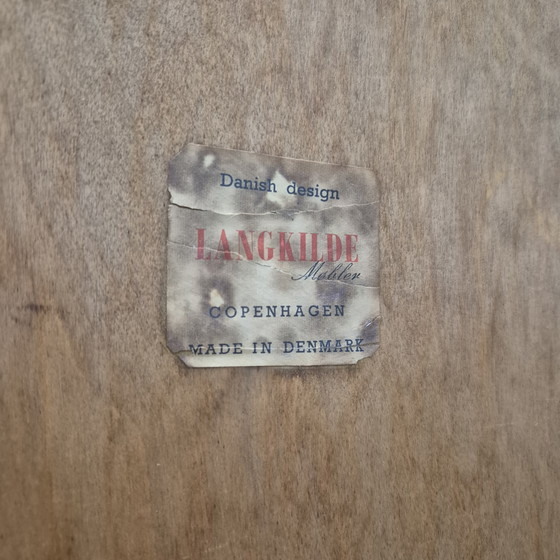 Danish design
LANGKILDE
Møbler
COPENHAGEN
MADE IN DENMARK